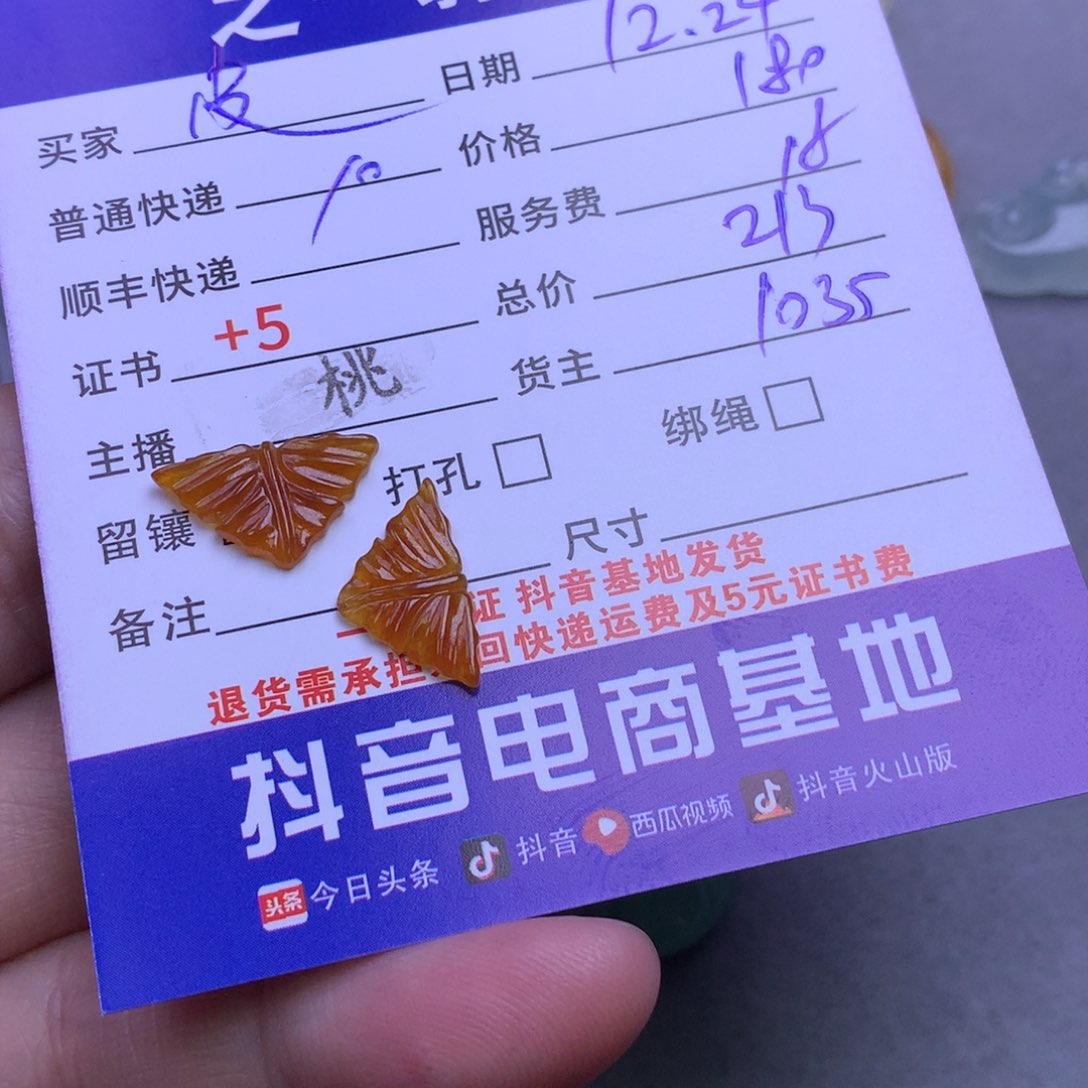 买家 皮 日期 12.24
普通快递 10 价格 180
顺丰快递 服务费 18
证书 +5 总价 213
主播 桃 货主 1035
留镶 打孔 绑绳
备注 尺寸
证 抖音基地发货
退货需承担 回快递运费及5元证书费
抖音电商基地
头条 今日头条 抖音 西瓜视频 抖音火山版